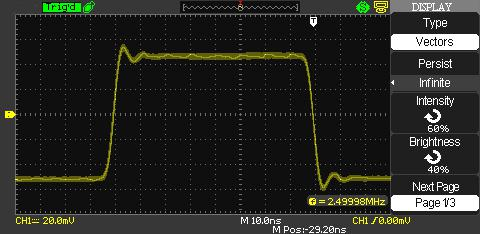 Trig'd
DISPLAY
T
Type
Vectors
Persist
Infinite
Intensity
60%
Brightness
40%
Next Page
Page 1/3
= 2.49998MHz
CH1 20.0mV
M 10.0ns
CH1 0.00mV
M Pos:-29.20ns